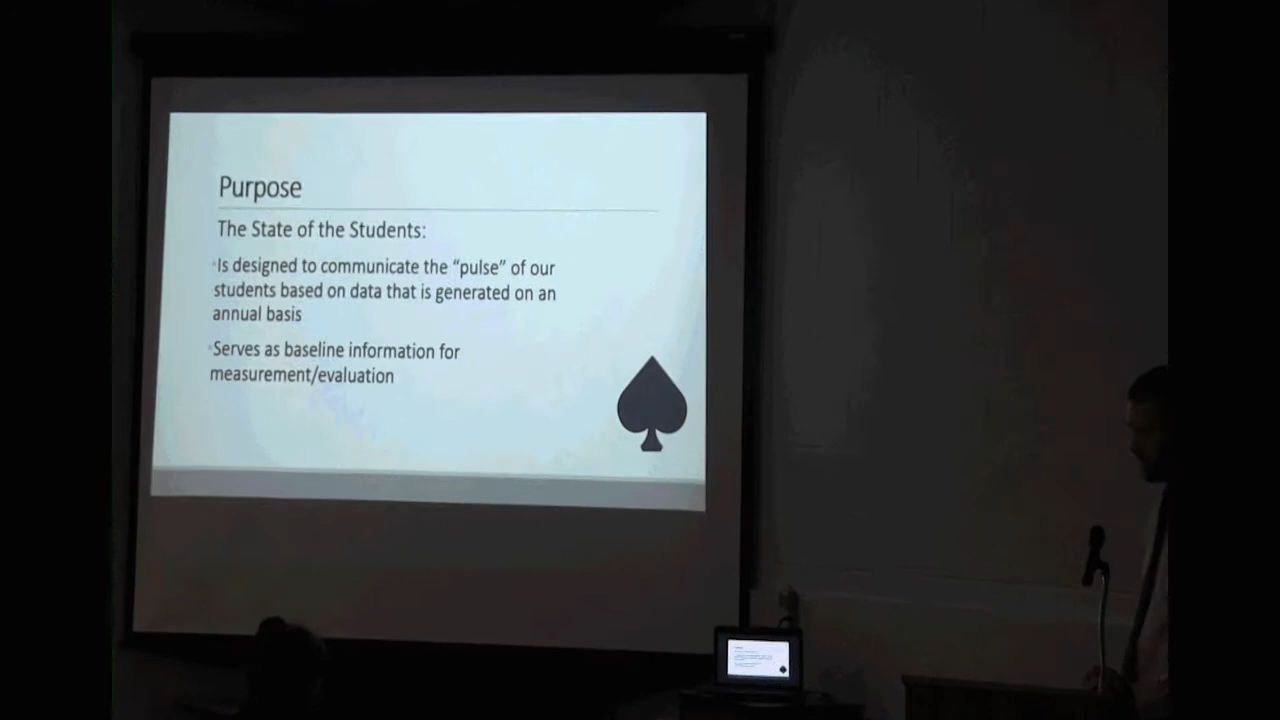 Purpose
The State of the Students:
Is designed to communicate the “pulse” of our
students based on data that is generated on an
annual basis
Serves as baseline information for
measurement/evaluation